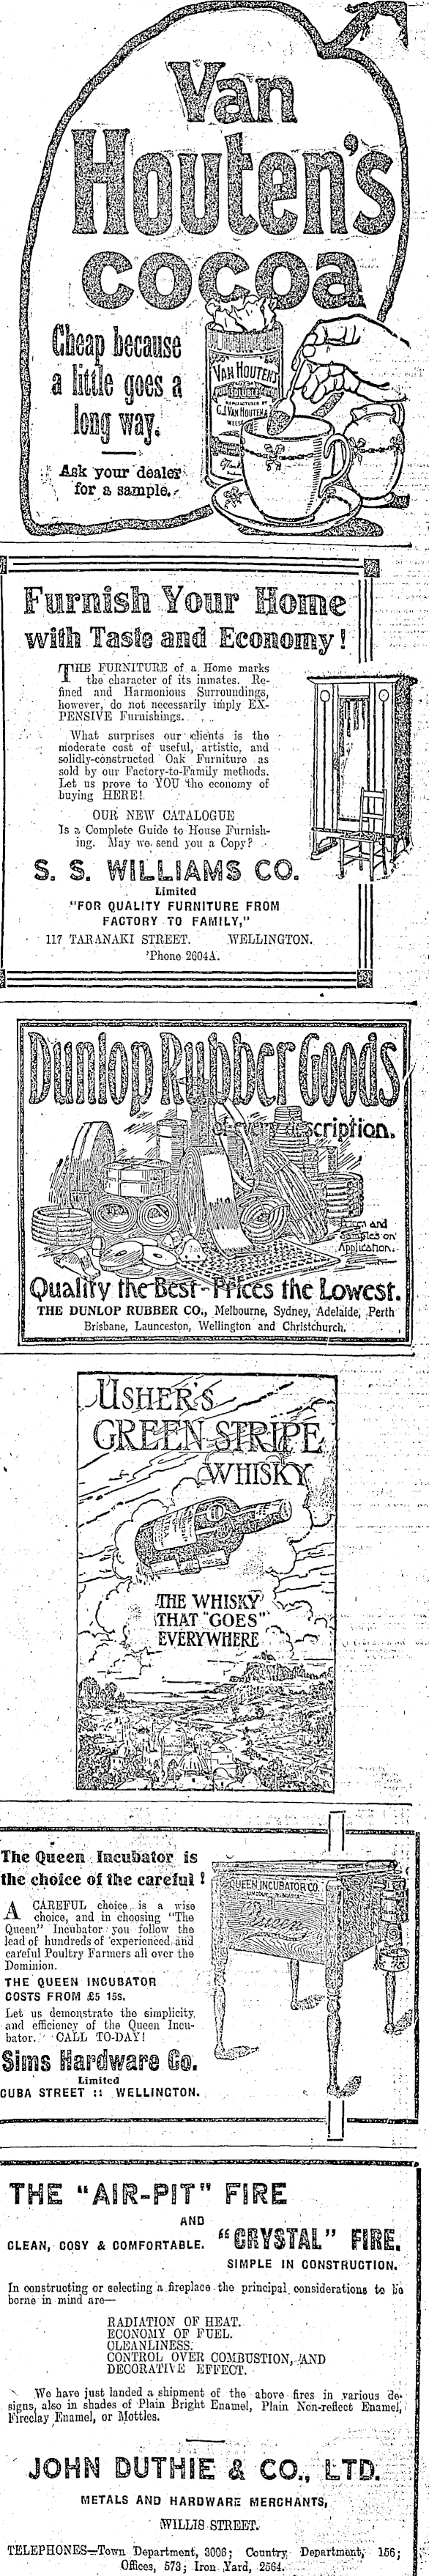 Van
Houten's
cocoa
Cheap because
a little goes a
long way.
Ask your dealer
for a sample.
VAN HOUTEN'S
MANUFACTURED BY
C.J. VAN HOUTEN &
Furnish Your Home
with Taste and Economy!
THE FURNITURE of a Home marks
the character of its inmates. Re-
fined and Harmonious Surroundings,
however, do not necessarily imply EX-
PENSIVE Furnishings.
What surprises our clients is the
moderate cost of useful, artistic, and
solidly-constructed Oak Furniture as
sold by our Factory-to-Family methods.
Let us prove to YOU the economy of
buying HERE!
OUR NEW CATALOGUE
Is a Complete Guide to House Furnish-
ing. May we send you a Copy?
S. S. WILLIAMS CO.
Limited
"FOR QUALITY FURNITURE FROM
FACTORY TO FAMILY,"
117 TARANAKI STREET. WELLINGTON.
'Phone 2604A.
Dunlop Rubber Goods
of every description.
Prices and
Samples on
Application.
Quality the Best - Prices the Lowest.
THE DUNLOP RUBBER CO., Melbourne, Sydney, Adelaide, Perth
Brisbane, Launceston, Wellington and Christchurch.
USHER'S
GREEN STRIPE
WHISKY
THE WHISKY
THAT "GOES"
EVERYWHERE
The Queen Incubator is
the choice of the careful!
A CAREFUL choice is a wise
choice, and in choosing "The
Queen" Incubator you follow the
lead of hundreds of experienced and
careful Poultry Farmers all over the
Dominion.
THE QUEEN INCUBATOR
COSTS FROM £5 15s.
Let us demonstrate the simplicity
and efficiency of the Queen Incu-
bator. CALL TO-DAY!
Sims Hardware Co.
Limited
CUBA STREET :: WELLINGTON.
QUEEN INCUBATOR CO.
Queen
THE "AIR-PIT" FIRE
AND
CLEAN, COSY & COMFORTABLE. "CRYSTAL" FIRE.
SIMPLE IN CONSTRUCTION.
In constructing or selecting a fireplace the principal considerations to be
borne in mind are—
RADIATION OF HEAT.
ECONOMY OF FUEL.
CLEANLINESS.
CONTROL OVER COMBUSTION, AND
DECORATIVE EFFECT.
We have just landed a shipment of the above fires in various de-
signs, also in shades of Plain Bright Enamel, Plain Non-reflect Enamel,
Fireclay Enamel, or Mottles.
JOHN DUTHIE & CO., LTD.
METALS AND HARDWARE MERCHANTS,
WILLIS STREET.
TELEPHONES—Town Department, 3006; Country Department, 156;
Offices, 573; Iron Yard, 2564.